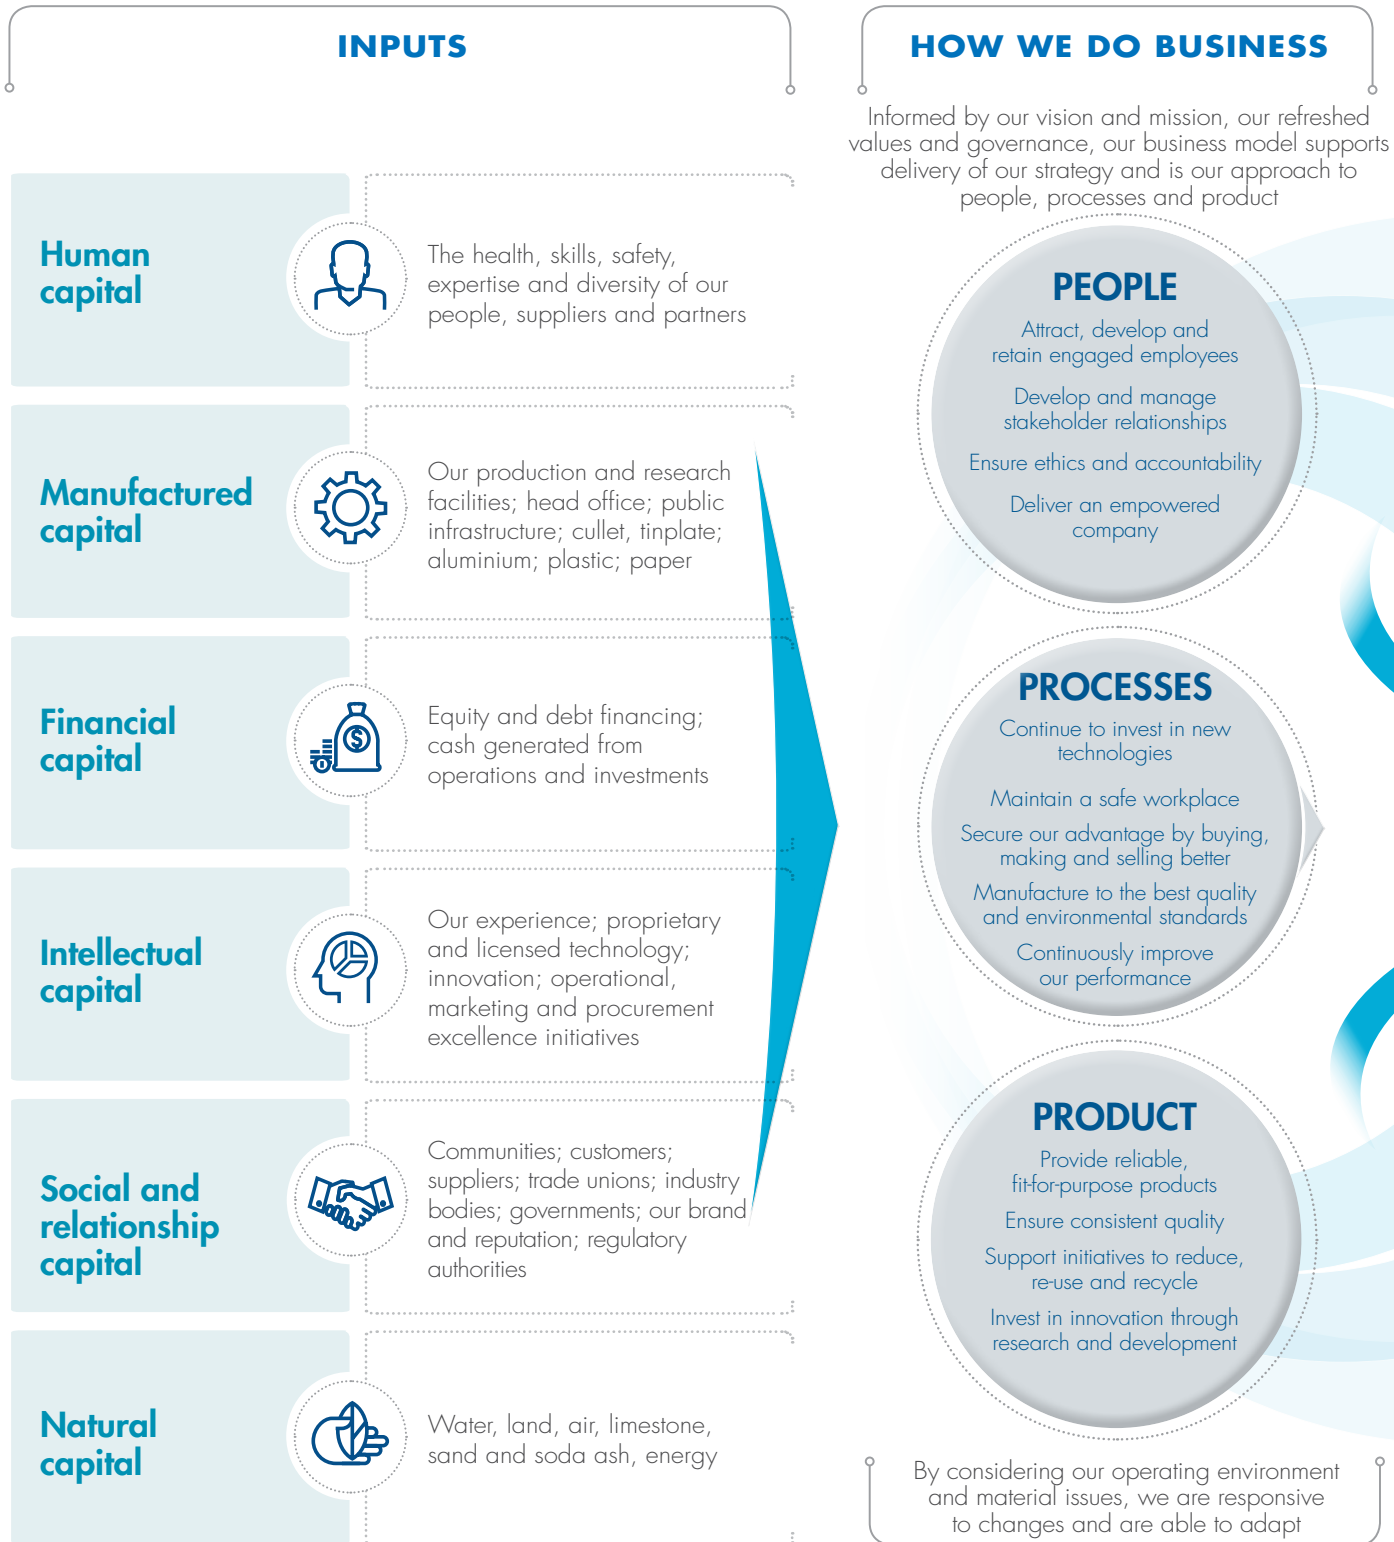 INPUTS
Human
capital
The health, skills, safety,
expertise and diversity of our
people, suppliers and partners
Manufactured
capital
Our production and research
facilities; head office; public
infrastructure; cullet, tinplate;
aluminium; plastic; paper
Financial
capital
$
Equity and debt financing;
cash generated from
operations and investments
Intellectual
capital
Our experience; proprietary
and licensed technology;
innovation; operational,
marketing and procurement
excellence initiatives
Social and
relationship
capital
Communities; customers;
suppliers; trade unions; industry
bodies; governments; our brand
and reputation; regulatory
authorities
Natural
capital
Water, land, air, limestone,
sand and soda ash, energy
HOW WE DO BUSINESS
Informed by our vision and mission, our refreshed
values and governance, our business model supports
delivery of our strategy and is our approach to
people, processes and product
PEOPLE
Attract, develop and
retain engaged employees
Develop and manage
stakeholder relationships
Ensure ethics and accountability
Deliver an empowered
company
PROCESSES
Continue to invest in new
technologies
Maintain a safe workplace
Secure our advantage by buying,
making and selling better
Manufacture to the best quality
and environmental standards
Continuously improve
our performance
PRODUCT
Provide reliable,
fit-for-purpose products
Ensure consistent quality
Support initiatives to reduce,
re-use and recycle
Invest in innovation through
research and development
By considering our operating environment
and material issues, we are responsive
to changes and are able to adapt